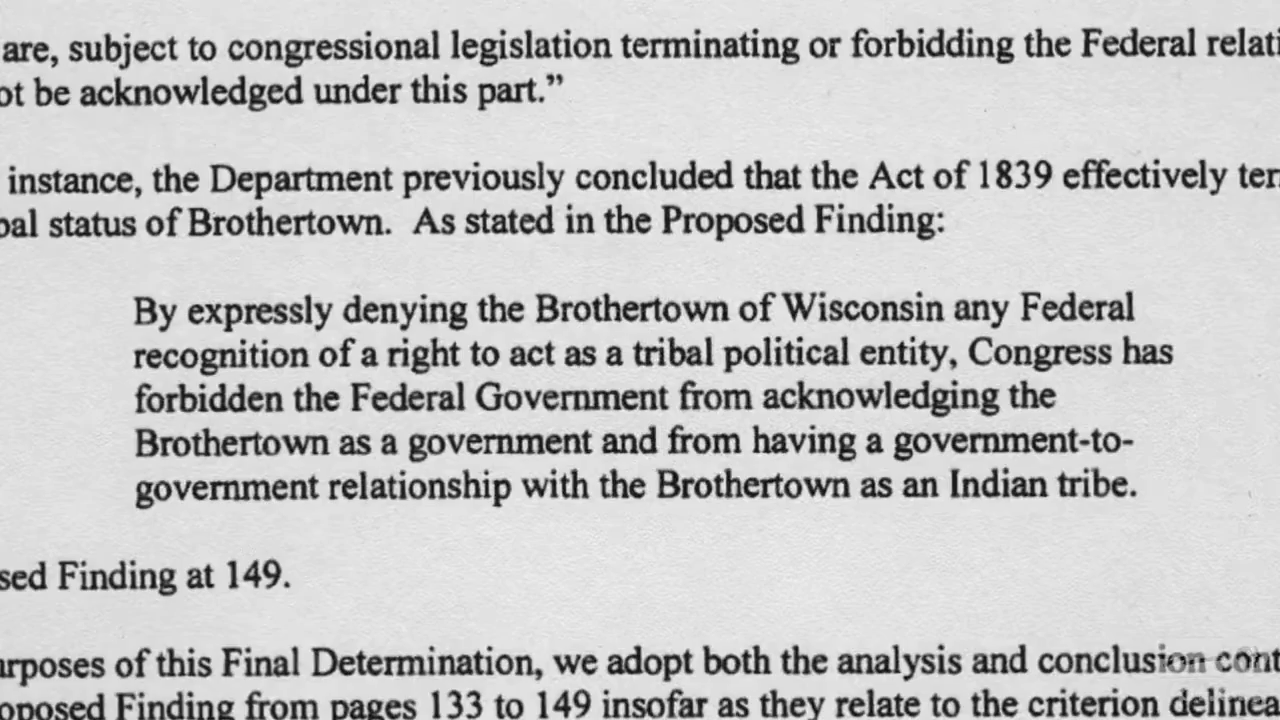 are, subject to congressional legislation terminating or forbidding the Federal relati
ot be acknowledged under this part.”
instance, the Department previously concluded that the Act of 1839 effectively ter
bal status of Brothertown. As stated in the Proposed Finding:
By expressly denying the Brothertown of Wisconsin any Federal
recognition of a right to act as a tribal political entity, Congress has
forbidden the Federal Government from acknowledging the
Brothertown as a government and from having a government-to-
government relationship with the Brothertown as an Indian tribe.
sed Finding at 149.
urposes of this Final Determination, we adopt both the analysis and conclusion cont
oposed Finding from pages 133 to 149 insofar as they relate to the criterion delinea